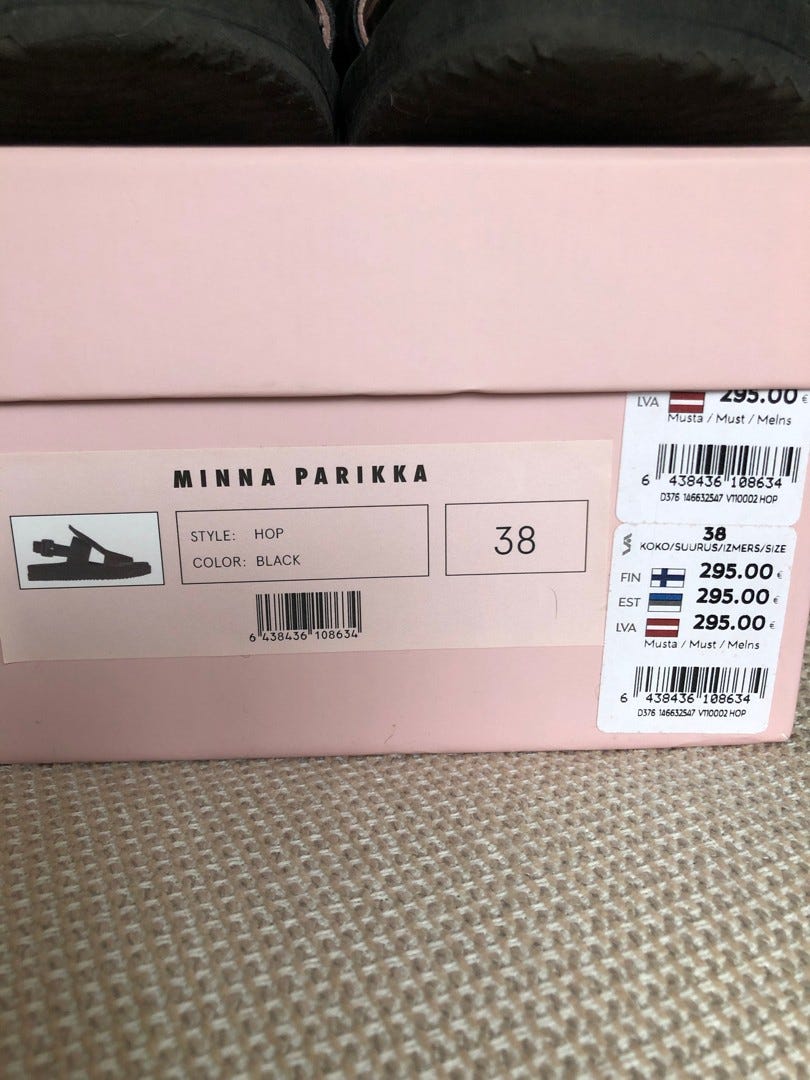 MINNA PARIKKA
STYLE: HOP
COLOR: BLACK
38
6 438436 108634
LVA 295.00 €
Musta / Must / Melns
6 438436 108634
D376 146632547 V110002 HOP
38
KOKO/SUURUS/IZMERS/SIZE
FIN 295.00 €
EST 295.00 €
LVA 295.00 €
Musta / Must / Melns
6 438436 108634
D376 146632547 V110002 HOP